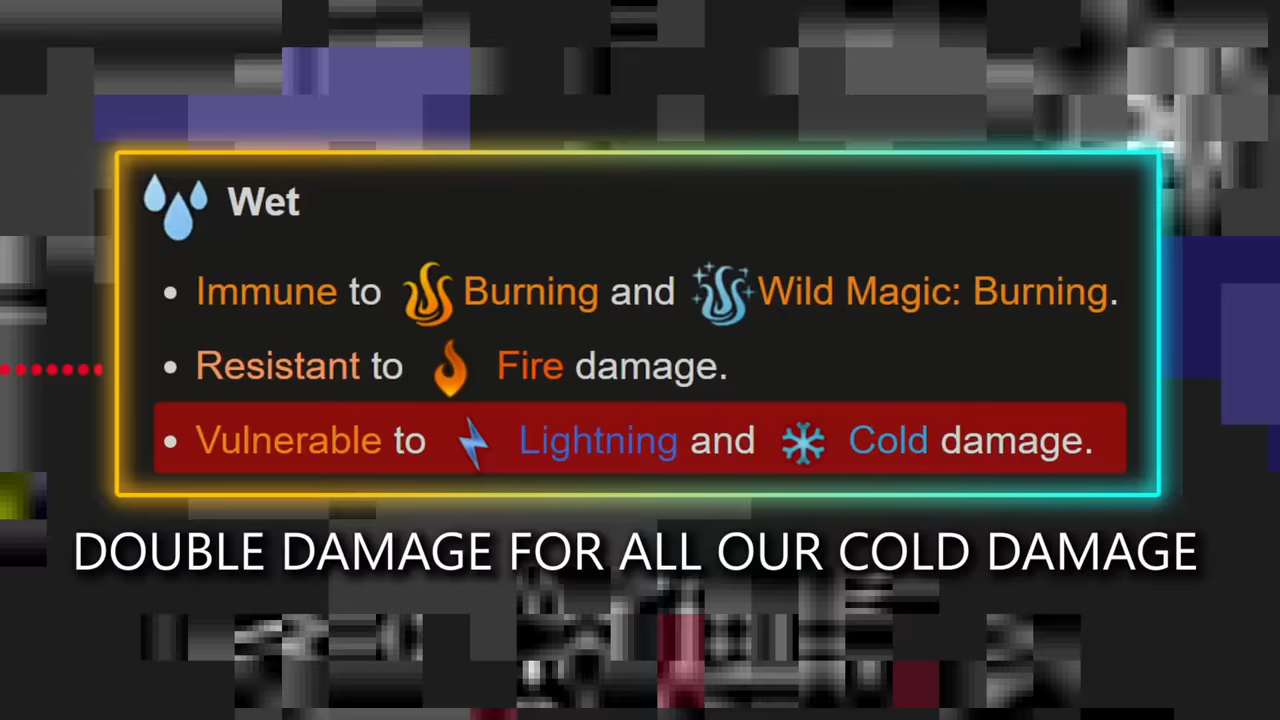 Wet
• Immune to Burning and Wild Magic: Burning.
• Resistant to Fire damage.
• Vulnerable to Lightning and Cold damage.
DOUBLE DAMAGE FOR ALL OUR COLD DAMAGE